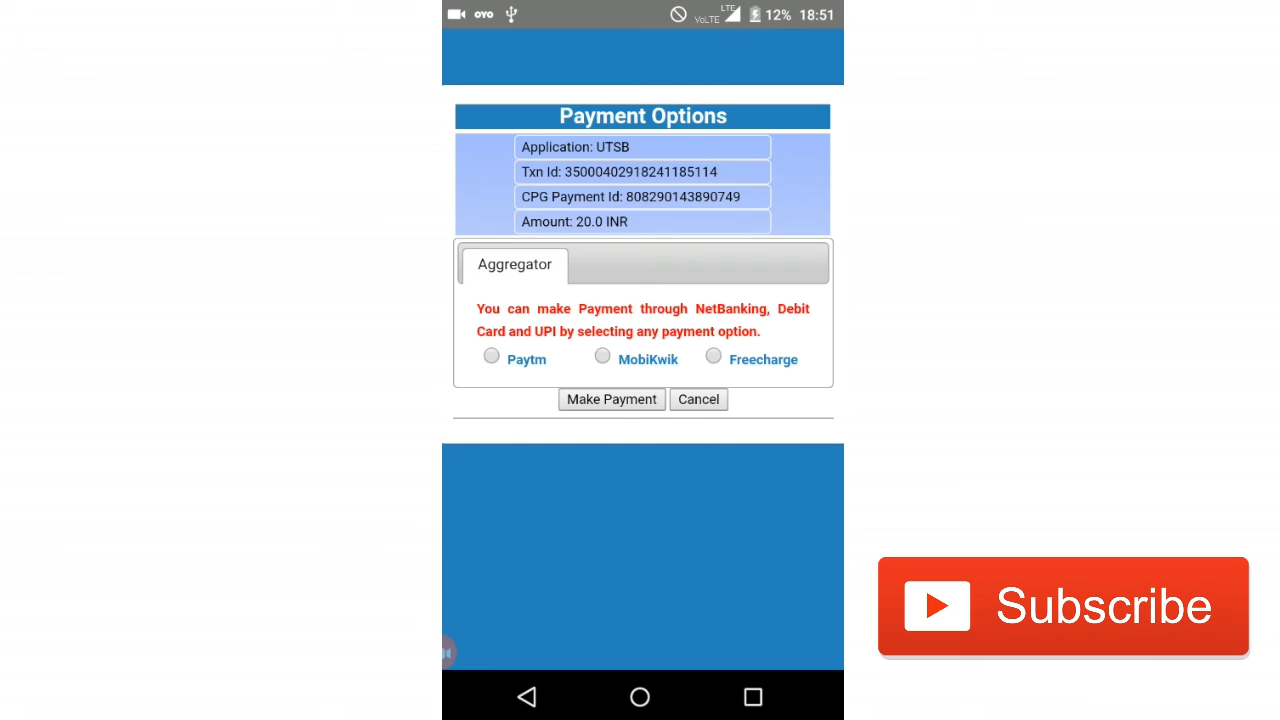 OYO VoLTE LTE 12% 18:51
Payment Options
Application: UTSB
Txn Id: 35000402918241185114
CPG Payment Id: 808290143890749
Amount: 20.0 INR
Aggregator
You can make Payment through NetBanking, Debit
Card and UPI by selecting any payment option.
Paytm MobiKwik Freecharge
Make Payment Cancel
Subscribe